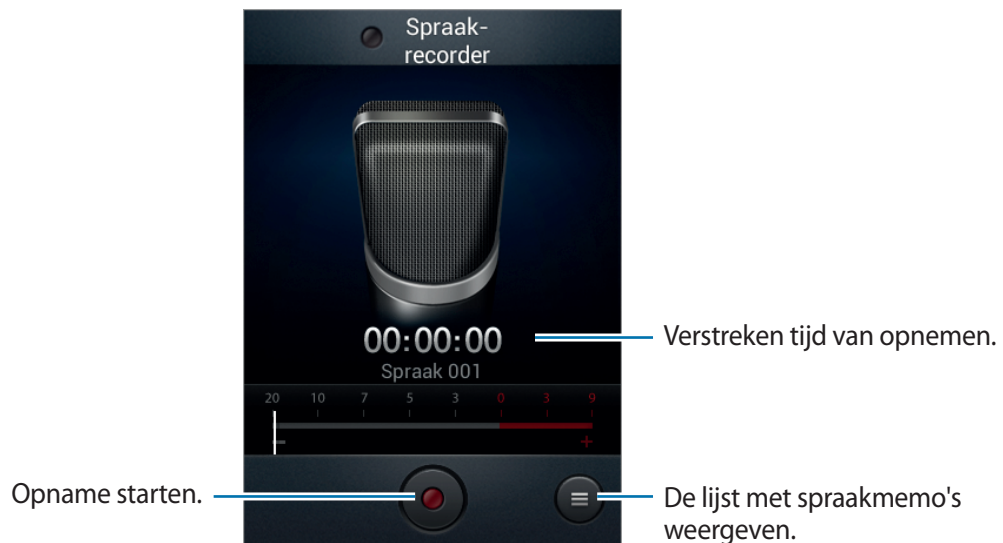 Spraak-
recorder
00:00:00
Verstreken tijd van opnemen.
Spraak 001
20 10 7 5 3 0 3 9
- +
Opname starten.
De lijst met spraakmemo's
weergeven.